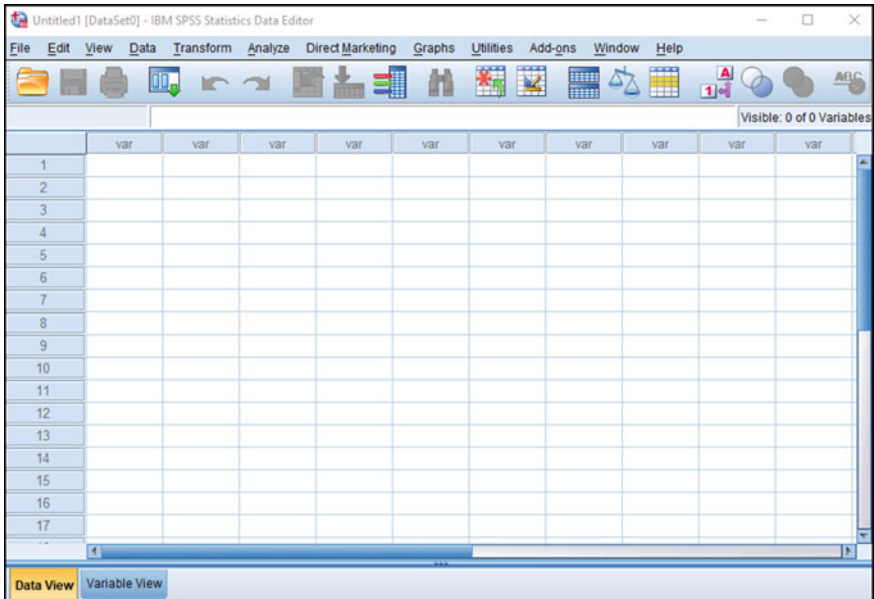 Untitled1 [DataSet0] - IBM SPSS Statistics Data Editor
File Edit View Data Transform Analyze Direct Marketing Graphs Utilities Add-ons Window Help
1 A ABC
Visible: 0 of 0 Variables
var var var var var var var var var var
1
2
3
4
5
6
7
8
9
10
11
12
13
14
15
16
17
Data View Variable View